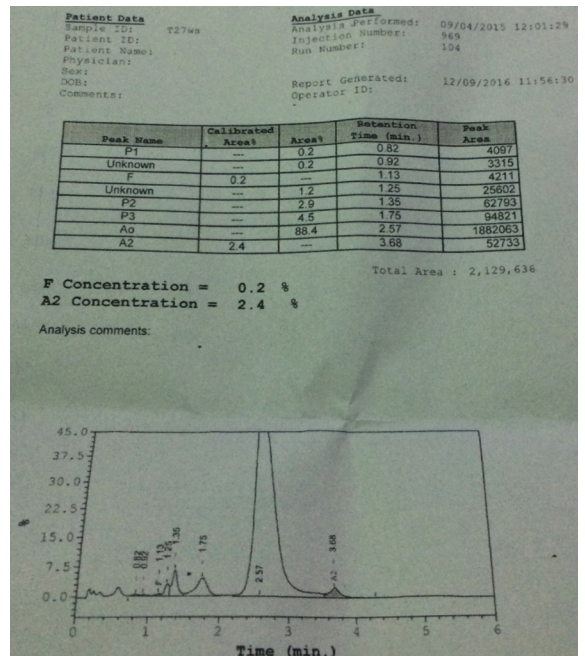 Patient Data
Sample ID: T27ws
Patient ID:
Patient Name:
Physician:
Sex:
DOB:
Comments:
Analysis Data
Analysis Performed: 09/04/2015 12:01:29
Injection Number: 969
Run Number: 104
Report Generated: 12/09/2016 11:56:30
Operator ID:
Peak Name Calibrated Area% Area% Retention Time (min.) Peak Area
P1 --- 0.2 0.82 4097
Unknown --- 0.2 0.92 3315
F 0.2 --- 1.13 4211
Unknown --- 1.2 1.25 25602
P2 --- 2.9 1.35 62793
P3 --- 4.5 1.75 94821
Ao --- 88.4 2.57 1882063
A2 2.4 --- 3.68 52733
Total Area : 2,129,636
F Concentration = 0.2 %
A2 Concentration = 2.4 %
Analysis comments:
45.0
37.5
30.0
22.5
15.0
7.5
0.0
%
0.82
0.92
F - 1.13
1.25
1.35
1.75
2.57
A2 - 3.68
0 1 2 3 4 5 6
Time (min.)